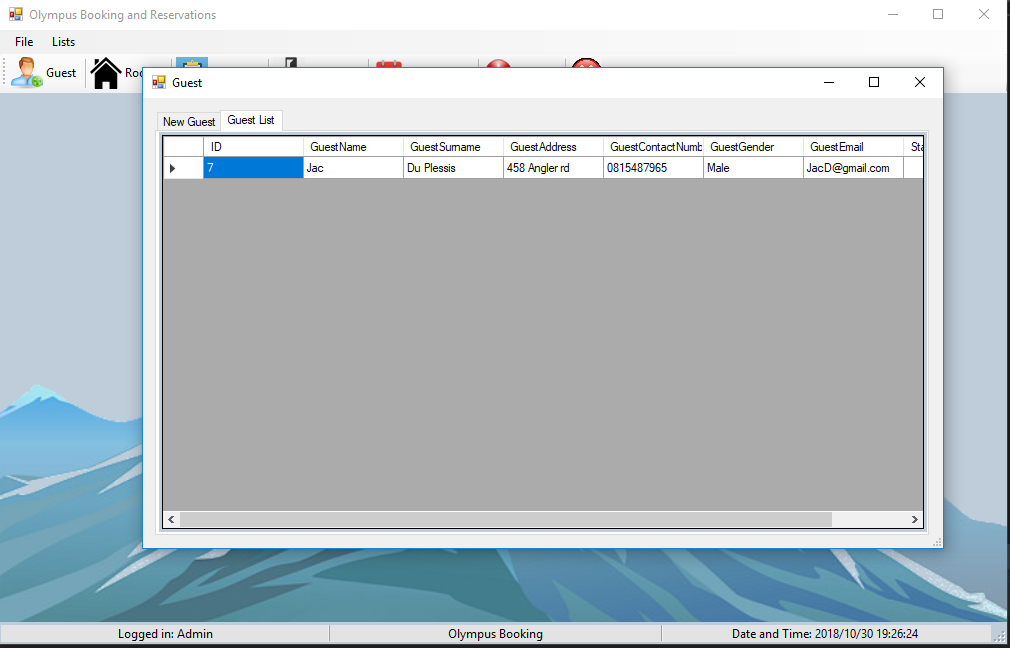 Olympus Booking and Reservations
File Lists
Guest
Guest
New Guest Guest List
ID GuestName GuestSurname GuestAddress GuestContactNumb GuestGender GuestEmail
7 Jac Du Plessis 458 Angler rd 0815487965 Male JacD@gmail.com
Logged in: Admin Olympus Booking Date and Time: 2018/10/30 19:26:24